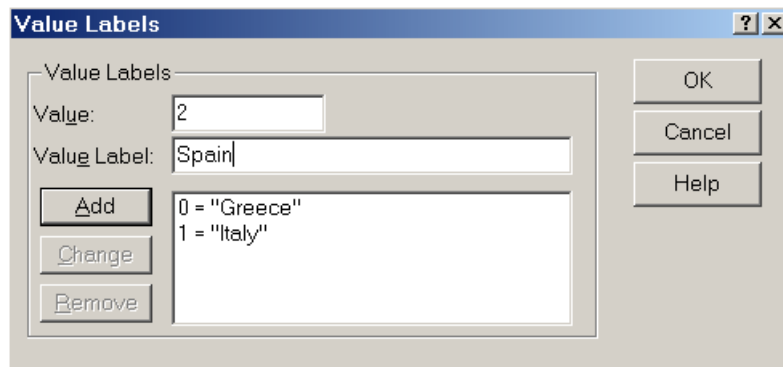 Value Labels
Value Labels
Value: 2
Value Label: Spain
OK
Cancel
Help
Add
Change
Remove
0 = "Greece"
1 = "Italy"